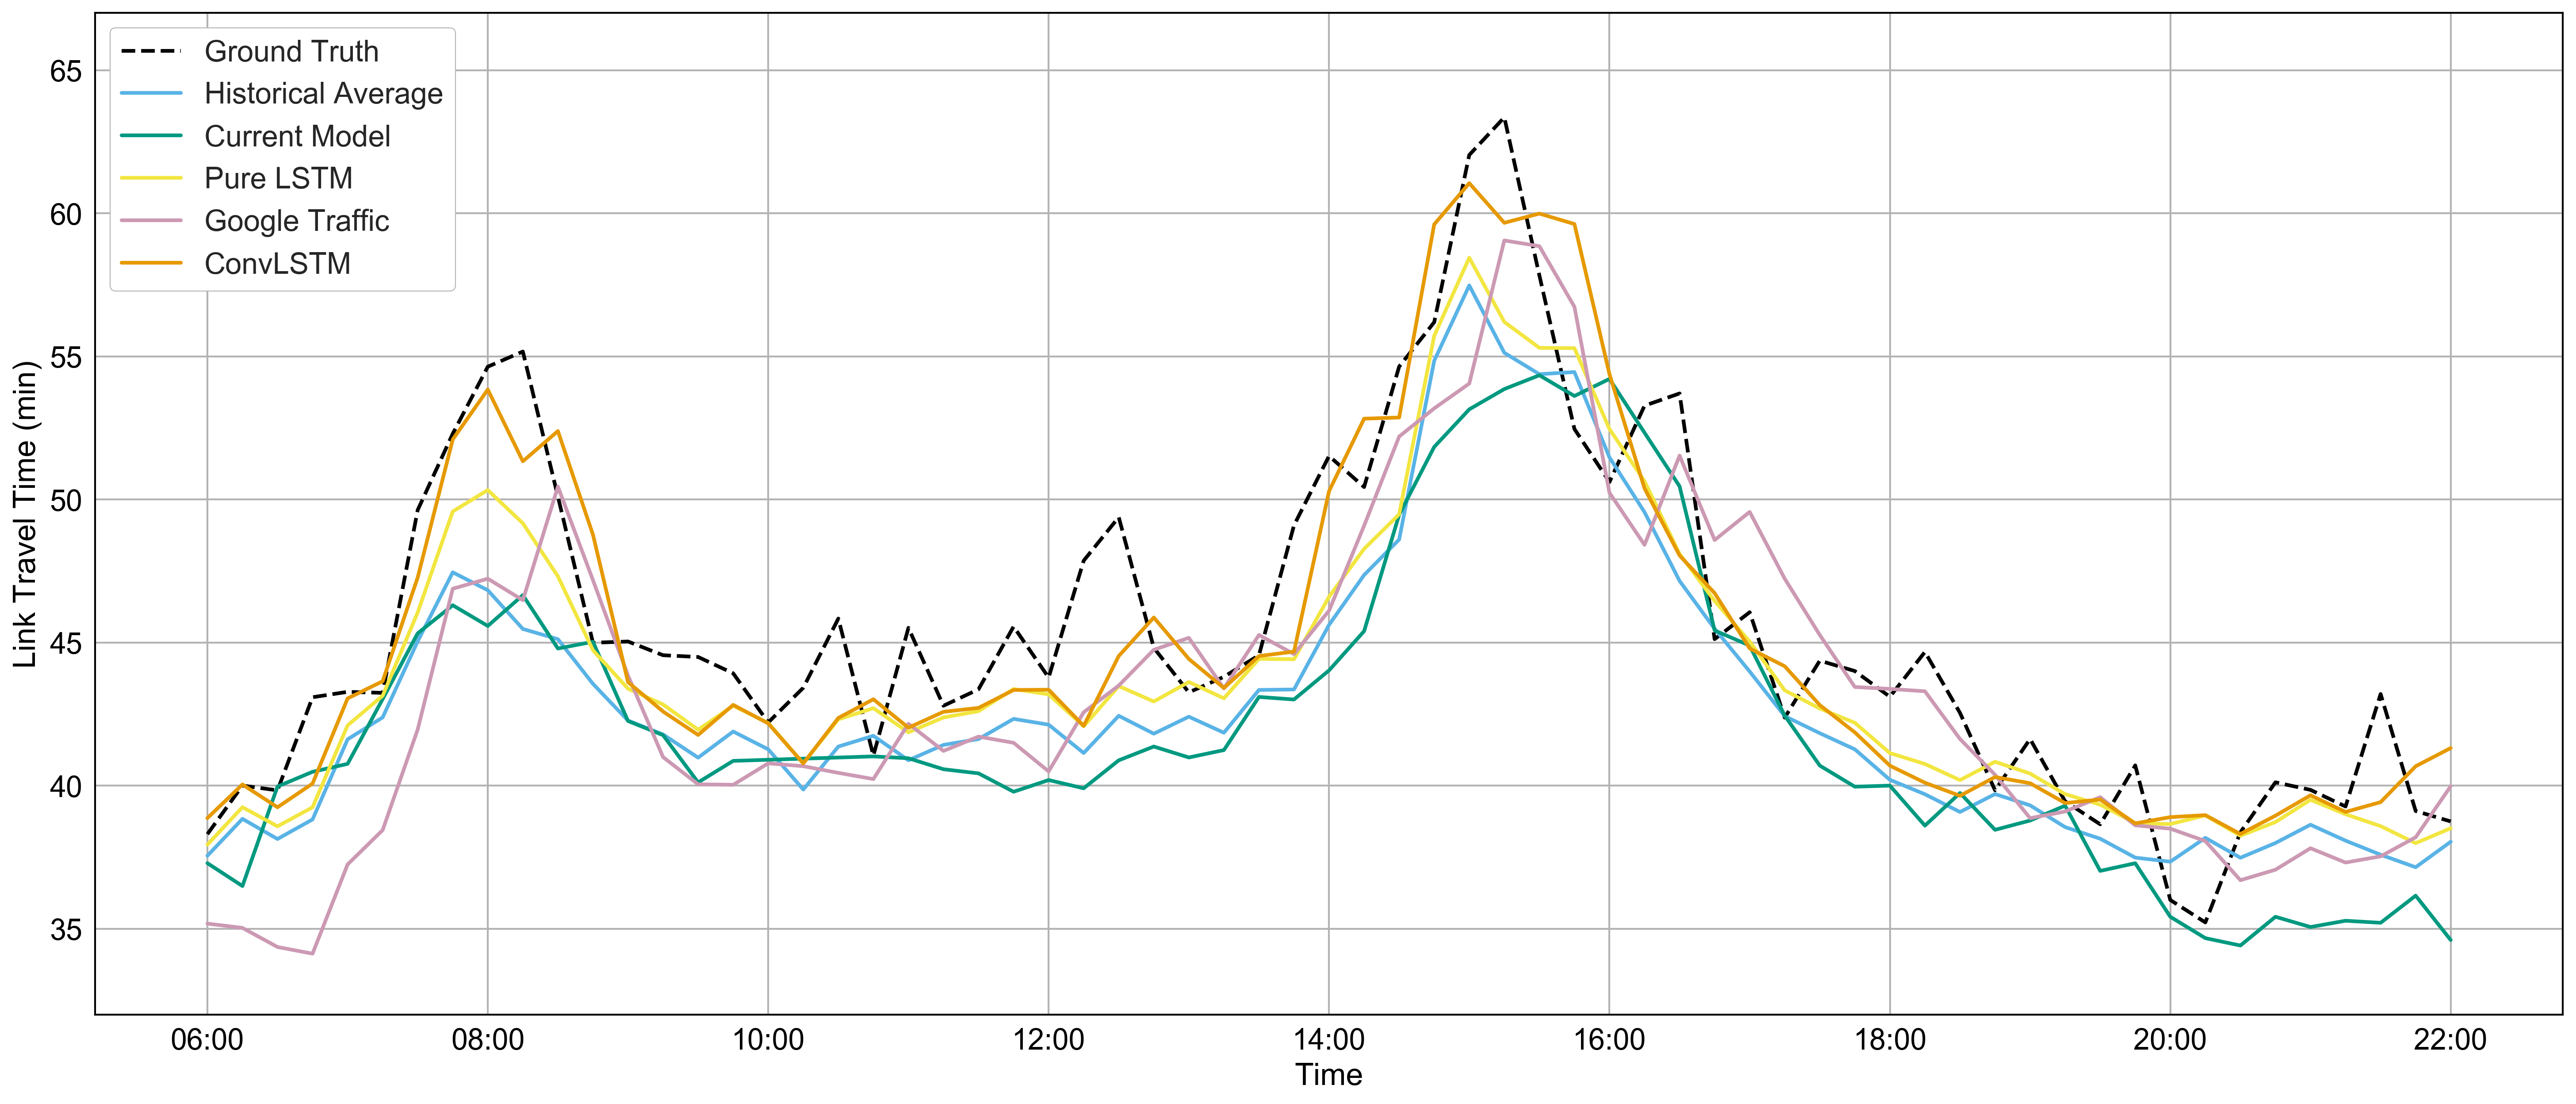 Ground Truth
Historical Average
Current Model
Pure LSTM
Google Traffic
ConvLSTM
Link Travel Time (min)
65
60
55
50
45
40
35
06:00 08:00 10:00 12:00 14:00 16:00 18:00 20:00 22:00
Time